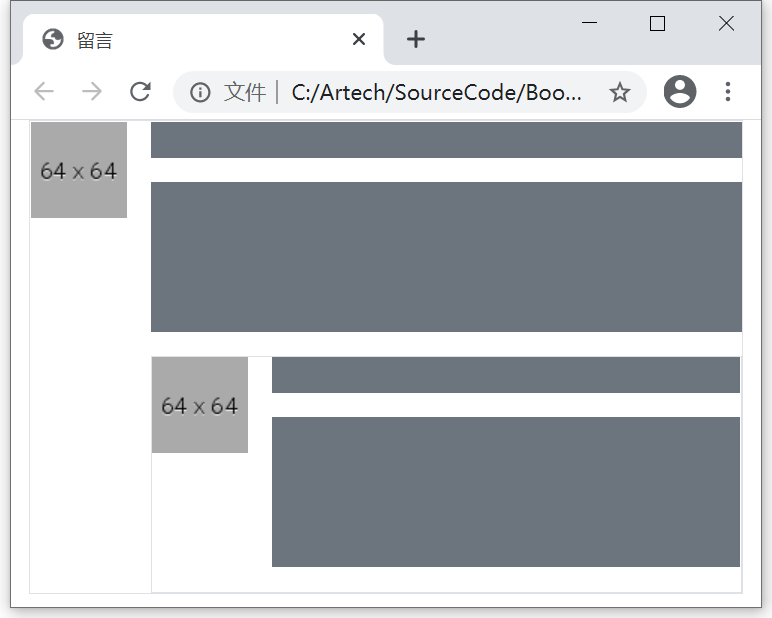 留言
文件 | C:/Artech/SourceCode/Boo...
64 x 64
64 x 64